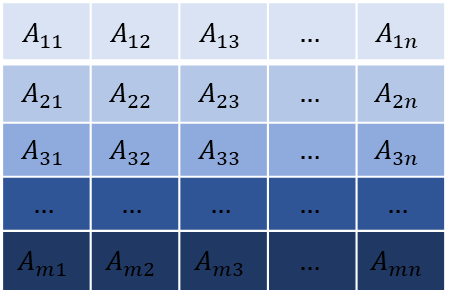 A₁₁ A₁₂ A₁₃ ... A₁ₙ
A₂₁ A₂₂ A₂₃ ... A₂ₙ
A₃₁ A₃₂ A₃₃ ... A₃ₙ
... ... ... ... ...
Aₘ₁ Aₘ₂ Aₘ₃ ... Aₘₙ